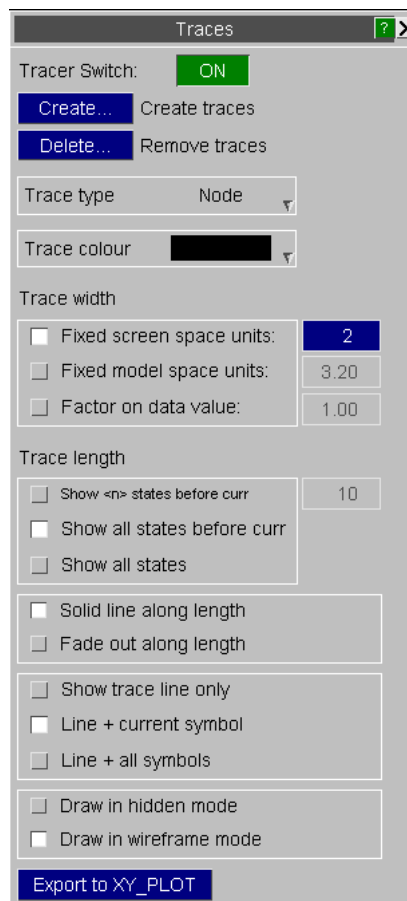 Traces ? X
Tracer Switch: ON
Create... Create traces
Delete... Remove traces
Trace type Node
Trace colour
Trace width
Fixed screen space units: 2
Fixed model space units: 3.20
Factor on data value: 1.00
Trace length
Show <n> states before curr 10
Show all states before curr
Show all states
Solid line along length
Fade out along length
Show trace line only
Line + current symbol
Line + all symbols
Draw in hidden mode
Draw in wireframe mode
Export to XY_PLOT